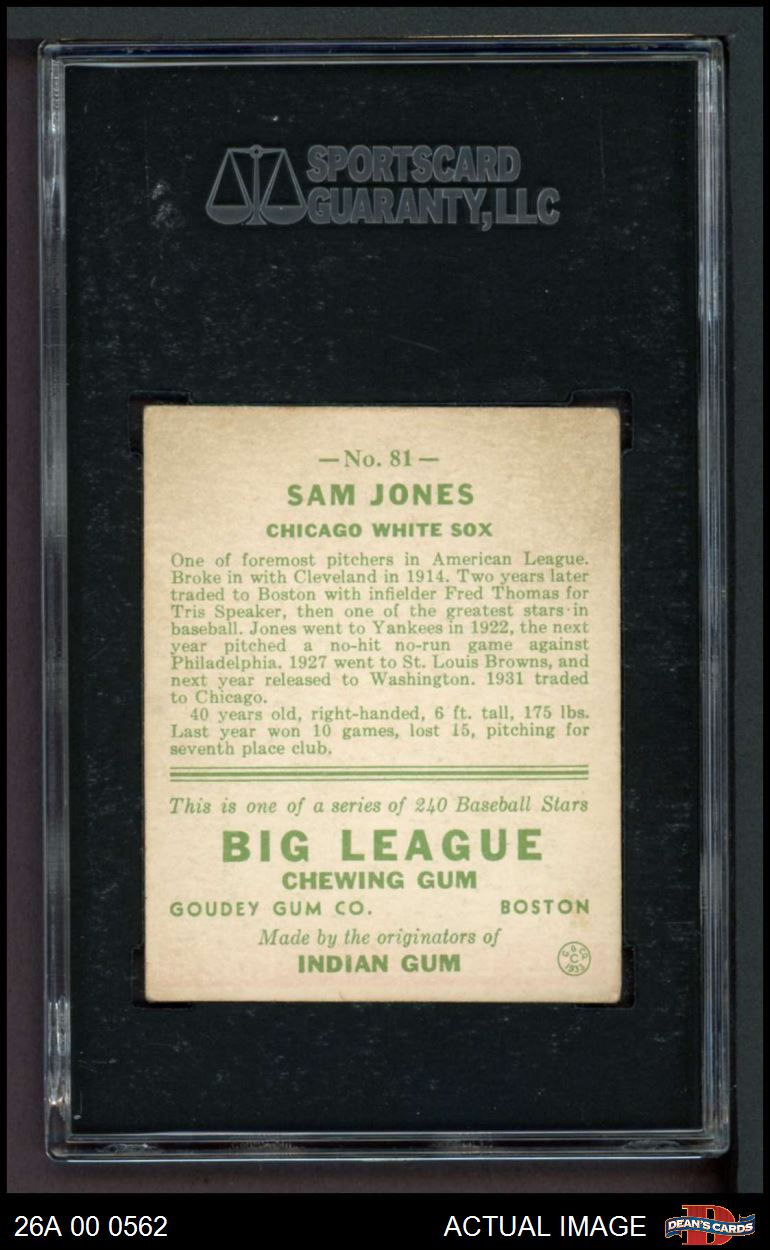 SPORTSCARD
GUARANTY, LLC
—No. 81—
SAM JONES
CHICAGO WHITE SOX
One of foremost pitchers in American League.
Broke in with Cleveland in 1914. Two years later
traded to Boston with infielder Fred Thomas for
Tris Speaker, then one of the greatest stars in
baseball. Jones went to Yankees in 1922, the next
year pitched a no-hit no-run game against
Philadelphia. 1927 went to St. Louis Browns, and
next year released to Washington. 1931 traded
to Chicago.
40 years old, right-handed, 6 ft. tall, 175 lbs.
Last year won 10 games, lost 15, pitching for
seventh place club.
This is one of a series of 240 Baseball Stars
BIG LEAGUE
CHEWING GUM
GOUDEY GUM CO. BOSTON
Made by the originators of
INDIAN GUM
G. G. CO.
C
1933
26A 00 0562 ACTUAL IMAGE DEAN'S CARDS